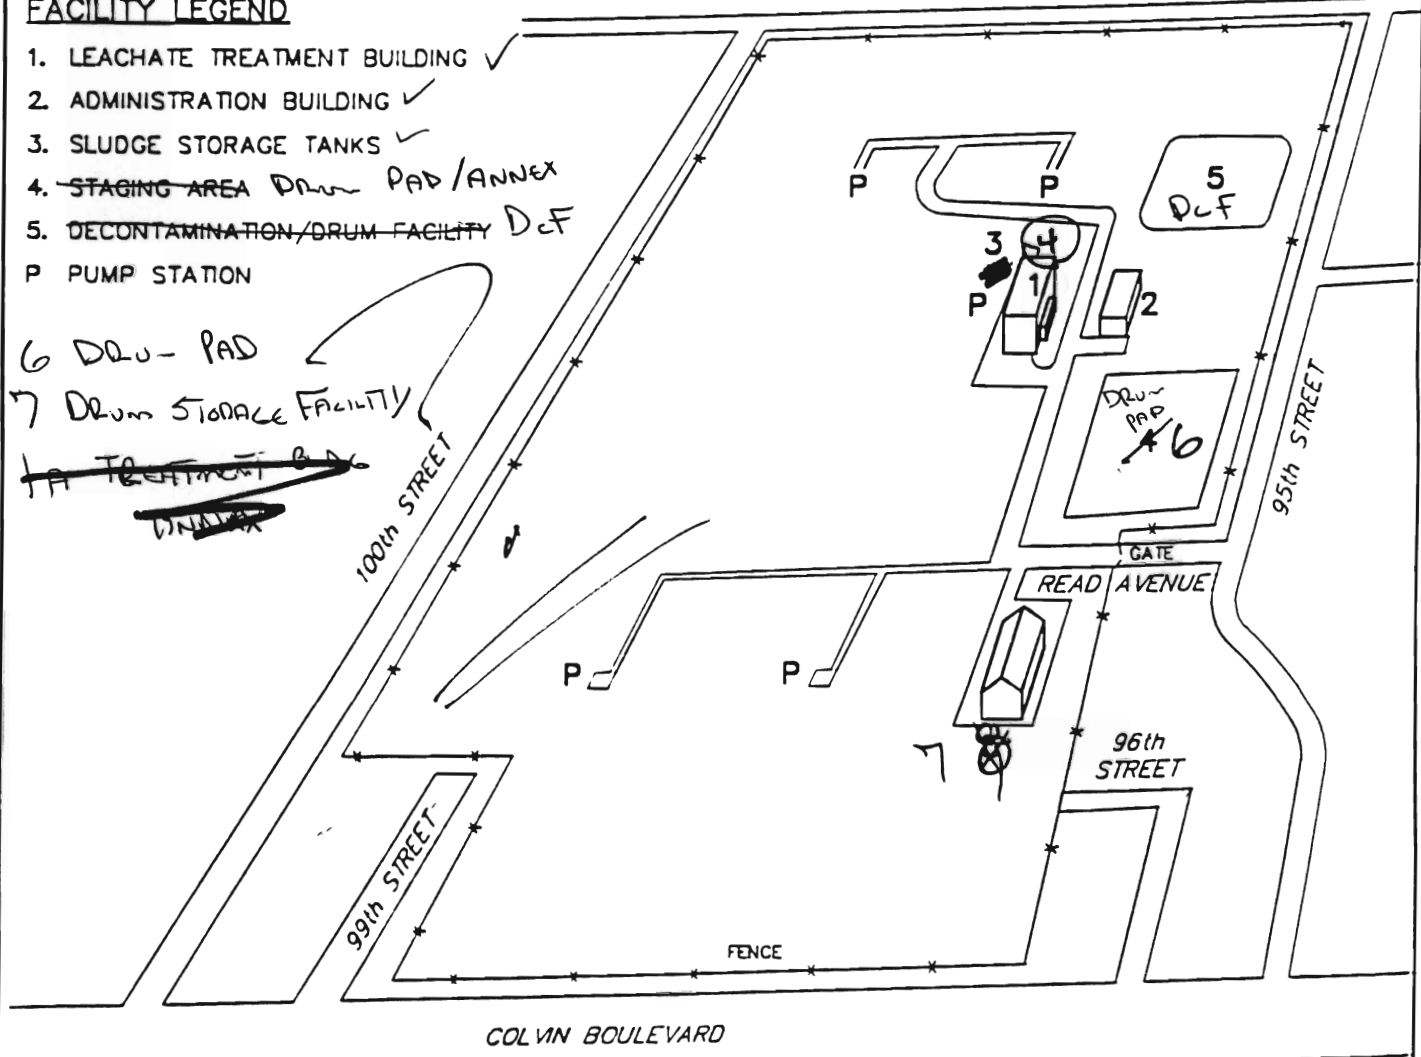 FACILITY LEGEND
1. LEACHATE TREATMENT BUILDING
2. ADMINISTRATION BUILDING
3. SLUDGE STORAGE TANKS
4. STAGING AREA DRUM PAD/ANNEX
5. DECONTAMINATION/DRUM FACILITY DcF
P PUMP STATION
6 DRUM PAD
7 DRUM STORAGE FACILITY
1A TREATMENT BLDG
P
P
5
DcF
3
4
1
P
2
DRUM
PAD
6
95th STREET
100th STREET
GATE
READ AVENUE
P
P
7
96th
STREET
99th STREET
FENCE
COLVIN BOULEVARD